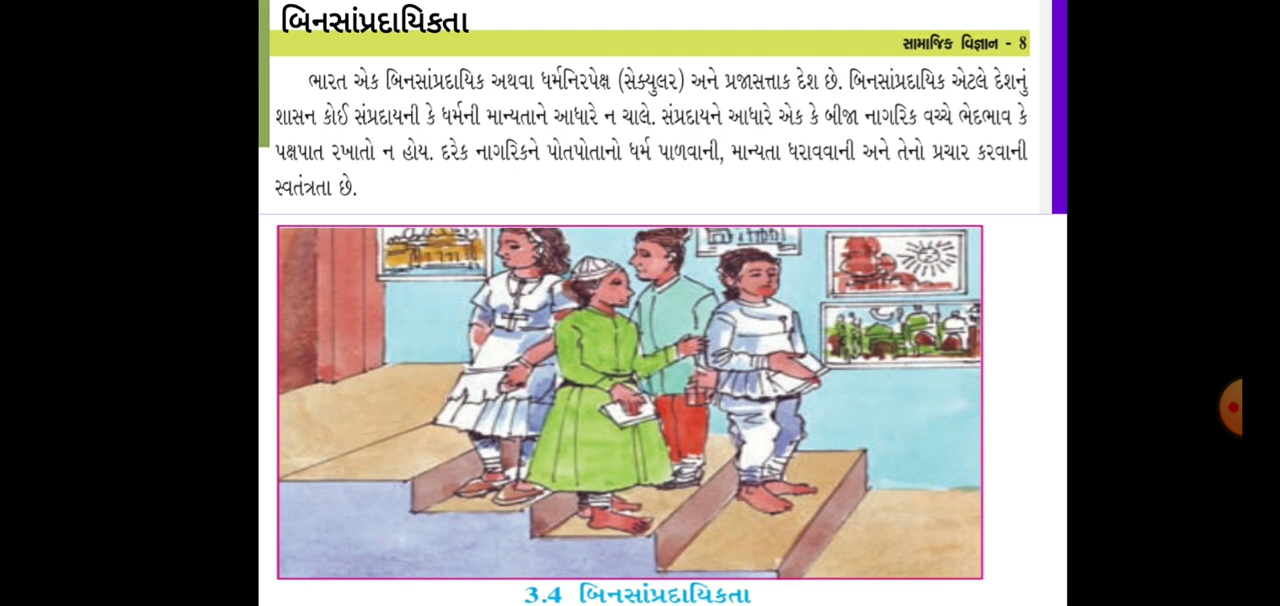 બિનસાંપ્રદાયિકતા
સામાજિક વિજ્ઞાન - 8
ભારત એક બિનસાંપ્રદાયિક અથવા ધર્મનિરપેક્ષ (સેક્યુલર) અને પ્રજાસત્તાક દેશ છે. બિનસાંપ્રદાયિક એટલે દેશનું
શાસન કોઈ સંપ્રદાયની કે ધર્મની માન્યતાને આધારે ન ચાલે. સંપ્રદાયને આધારે એક કે બીજા નાગરિક વચ્ચે ભેદભાવ કે
પક્ષપાત રખાતો ન હોય. દરેક નાગરિકને પોતપોતાનો ધર્મ પાળવાની, માન્યતા ધરાવવાની અને તેનો પ્રચાર કરવાની
સ્વતંત્રતા છે.
3.4 બિનસાંપ્રદાયિકતા